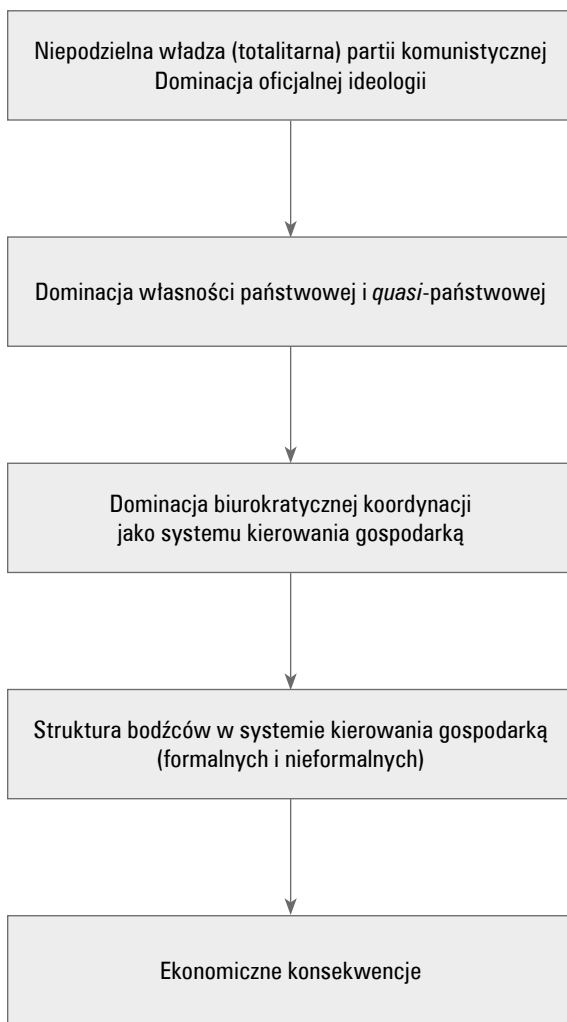 Niepodzielna władza (totalitarna) partii komunistycznej
Dominacja oficjalnej ideologii
Dominacja własności państwowej i quasi-państwowej
Dominacja biurokratycznej koordynacji
jako systemu kierowania gospodarką
Struktura bodźców w systemie kierowania gospodarką
(formalnych i nieformalnych)
Ekonomiczne konsekwencje